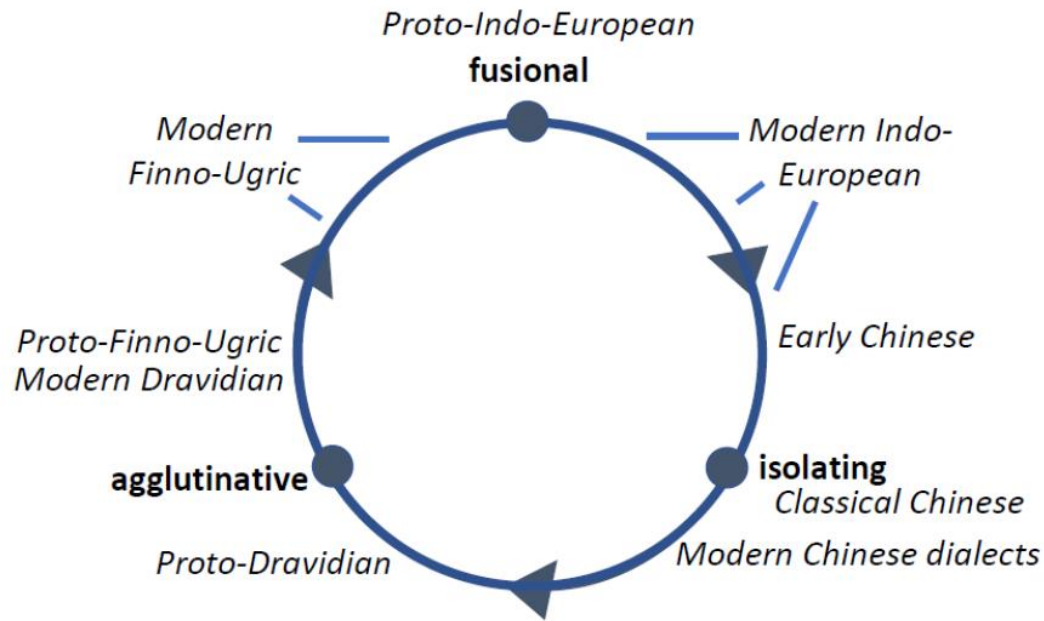 Proto-Indo-European
fusional
Modern
Finno-Ugric
Modern Indo-
European
Proto-Finno-Ugric
Modern Dravidian
Early Chinese
agglutinative
isolating
Classical Chinese
Proto-Dravidian
Modern Chinese dialects